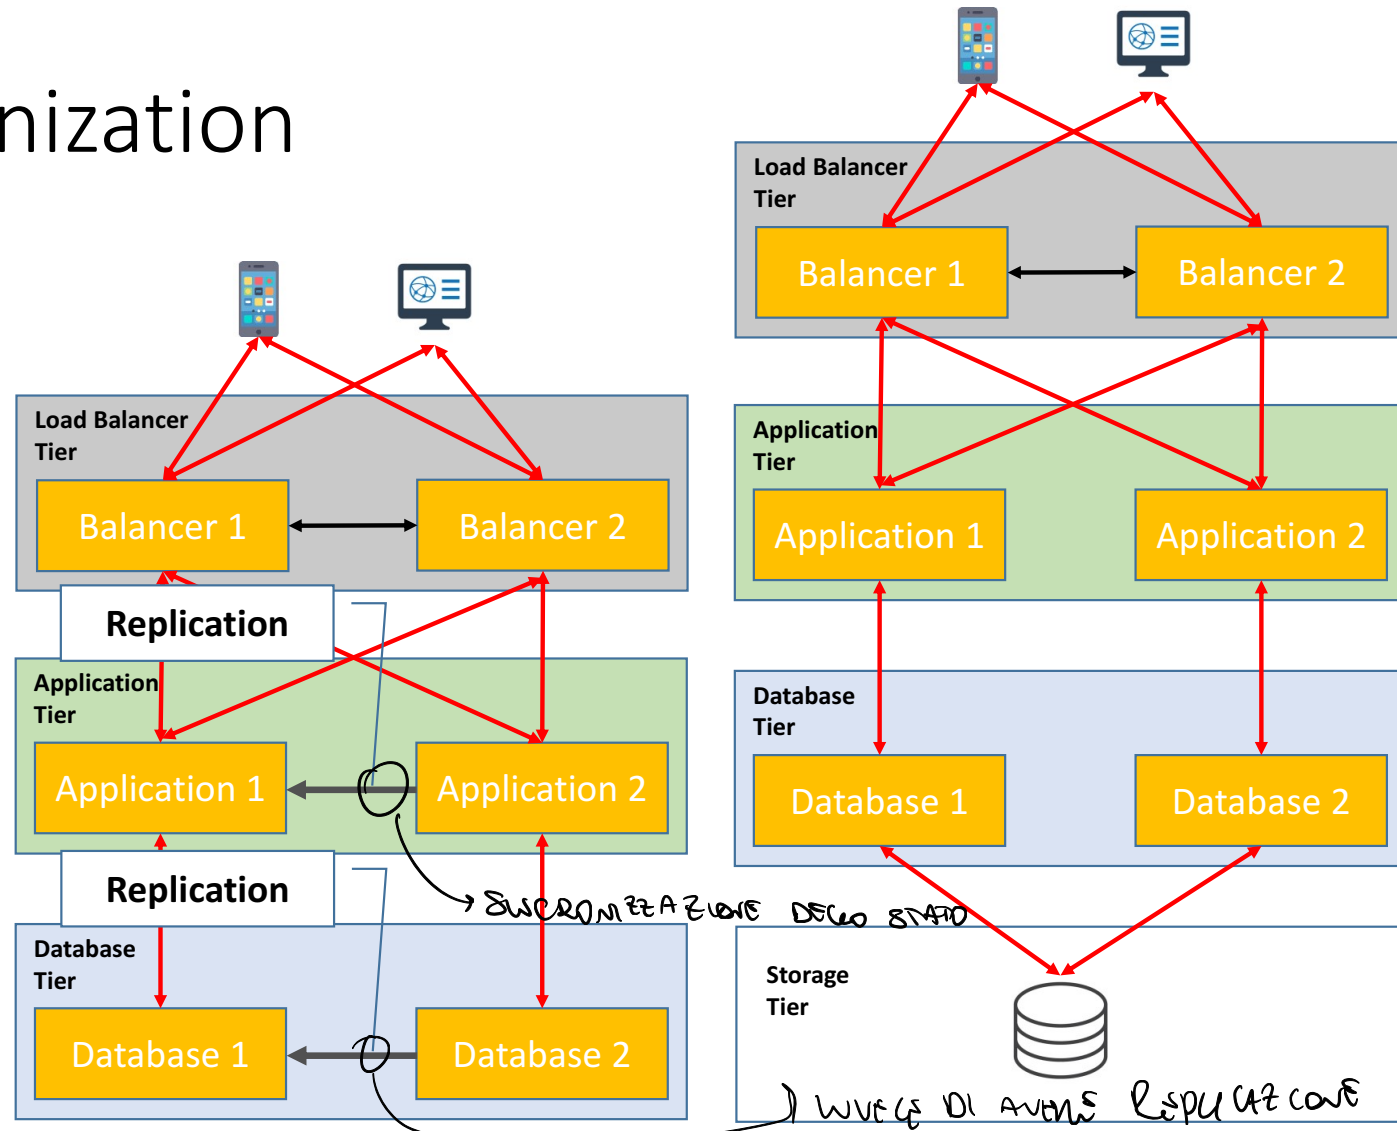 nization
Load Balancer
Tier
Balancer 1
Balancer 2
Replication
Application
Tier
Application 1
Application 2
Replication
SINCRONIZZAZIONE DELLO STATO
Database
Tier
Database 1
Database 2
Load Balancer
Tier
Balancer 1
Balancer 2
Application
Tier
Application 1
Application 2
Database
Tier
Database 1
Database 2
Storage
Tier
INVECE DI AVERE REPLICAZIONE